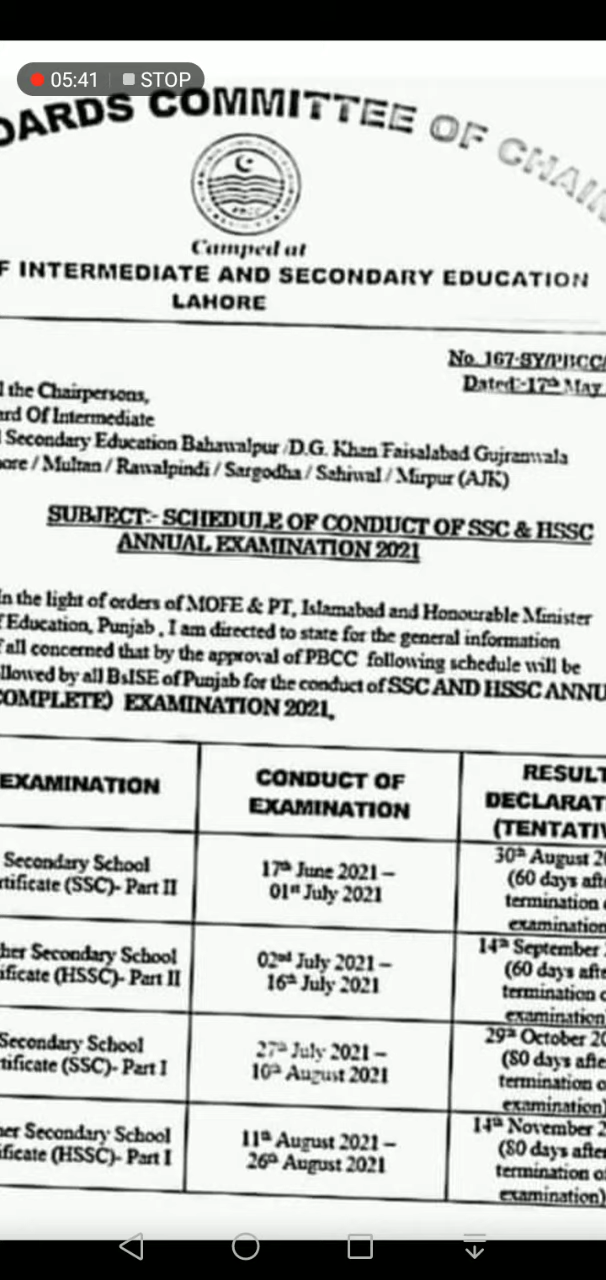 05:41 STOP
OARDS COMMITTEE OF CHAIR
PBCC
Camped at
F INTERMEDIATE AND SECONDARY EDUCATION
LAHORE
No. 167-SY/PBCC/
Dated:-17th May
l the Chairpersons,
ard Of Intermediate
l Secondary Education Bahawalpur /D.G. Khan Faisalabad Gujranwala
ore / Multan / Rawalpindi / Sargodha / Sahiwal / Mirpur (AJK)
SUBJECT:- SCHEDULE OF CONDUCT OF SSC & HSSC
ANNUAL EXAMINATION 2021
In the light of orders of MOFE & PT, Islamabad and Honourable Minister
f Education, Punjab , I am directed to state for the general information
f all concerned that by the approval of PBCC following schedule will be
llowed by all BsISE of Punjab for the conduct of SSC AND HSSC ANNU
COMPLETE) EXAMINATION 2021.
EXAMINATION
CONDUCT OF
EXAMINATION
RESULT
DECLARATI
(TENTATIV
Secondary School
rtificate (SSC)- Part II
17th June 2021 –
01st July 2021
30th August 20
(60 days afte
termination o
examination
her Secondary School
ificate (HSSC)- Part II
02nd July 2021 –
16th July 2021
14th September 2
(60 days afte
termination o
examination)
Secondary School
rtificate (SSC)- Part I
27th July 2021 –
10th August 2021
29th October 20
(80 days afte
termination o
examination)
her Secondary School
ificate (HSSC)- Part I
11th August 2021 –
26th August 2021
14th November 2
(80 days after
termination of
examination)